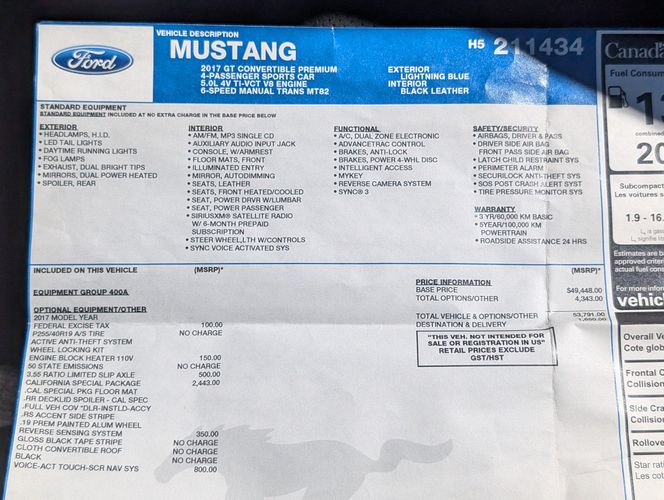 Ford
VEHICLE DESCRIPTION
MUSTANG
2017 GT CONVERTIBLE PREMIUM
4-PASSENGER SPORTS CAR
5.0L 4V TI-VCT V8 ENGINE
6-SPEED MANUAL TRANS MT82
EXTERIOR
LIGHTNING BLUE
INTERIOR
BLACK LEATHER
H5 211434
STANDARD EQUIPMENT
STANDARD EQUIPMENT INCLUDED AT NO EXTRA CHARGE IN THE BASE PRICE BELOW
EXTERIOR
• HEADLAMPS, H.I.D.
• LED TAIL LIGHTS
• DAYTIME RUNNING LIGHTS
• FOG LAMPS
• EXHAUST, DUAL BRIGHT TIPS
• MIRRORS, DUAL POWER HEATED
• SPOILER, REAR
INTERIOR
• AM/FM, MP3 SINGLE CD
• AUXILIARY AUDIO INPUT JACK
• CONSOLE, W/ARMREST
• FLOOR MATS, FRONT
• ILLUMINATED ENTRY
• MIRROR, AUTODIMMING
• SEATS, LEATHER
• SEATS, FRONT HEATED/COOLED
• SEAT, POWER DRVR W/LUMBAR
• SEAT, POWER PASSENGER
• SIRIUSXM® SATELLITE RADIO
W/ 6-MONTH PREPAID
SUBSCRIPTION
• STEER WHEEL,LTH W/CONTROLS
• SYNC VOICE ACTIVATED SYS
FUNCTIONAL
• A/C, DUAL ZONE ELECTRONIC
• ADVANCETRAC CONTROL
• BRAKES, ANTI-LOCK
• BRAKES, POWER 4-WHL DISC
• INTELLIGENT ACCESS
• MYKEY
• REVERSE CAMERA SYSTEM
• SYNC® 3
SAFETY/SECURITY
• AIRBAGS, DRIVER & PASS
• DRIVER SIDE AIR BAG
FRONT PASS SIDE AIR BAG
• LATCH CHILD RESTRAINT SYS
• PERIMETER ALARM
• SECURILOCK ANTI-THEFT SYS
• SOS POST CRASH ALERT SYST
• TIRE PRESSURE MONITOR SYS
WARRANTY
• 3 YR/60,000 KM BASIC
• 5YEAR/100,000 KM
POWERTRAIN
• ROADSIDE ASSISTANCE 24 HRS
INCLUDED ON THIS VEHICLE (MSRP)*
EQUIPMENT GROUP 400A
OPTIONAL EQUIPMENT/OTHER
2017 MODEL YEAR
FEDERAL EXCISE TAX 100.00
P255/40R19 A/S TIRE NO CHARGE
ACTIVE ANTI-THEFT SYSTEM
WHEEL LOCKING KIT
ENGINE BLOCK HEATER 110V 150.00
50 STATE EMISSIONS NO CHARGE
3.55 RATIO LIMITED SLIP AXLE 500.00
CALIFORNIA SPECIAL PACKAGE 2,443.00
.CAL SPECIAL PKG FLOOR MAT
.RR DECKLID SPOILER - CAL SPEC
.FULL VEH COV *DLR-INSTLD-ACCY
.RS ACCENT SIDE STRIPE
.19 PREM PAINTED ALUM WHEEL
REVERSE SENSING SYSTEM 350.00
GLOSS BLACK TAPE STRIPE NO CHARGE
CLOTH CONVERTIBLE ROOF NO CHARGE
BLACK NO CHARGE
VOICE-ACT TOUCH-SCR NAV SYS 800.00
(MSRP)*
PRICE INFORMATION
BASE PRICE $49,448.00
TOTAL OPTIONS/OTHER 4,343.00
TOTAL VEHICLE & OPTIONS/OTHER 53,791.00
DESTINATION & DELIVERY
"THIS VEH. NOT INTENDED FOR
SALE OR REGISTRATION IN US"
RETAIL PRICES EXCLUDE
GST/HST
Canada
Fuel Consum
combined
20
Subcompact
Les voitures s
1.9 - 16.
Estimates are ba
approved criteri
actual fuel cons
For more infor
vehic
Overall Ve
Cote glob
Frontal C
Collision
Side Cra
Collision
Rollove
Star rati
Les cot